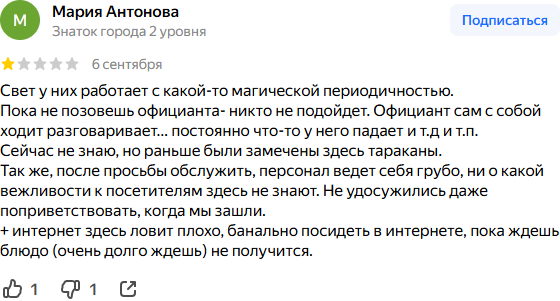 М
Мария Антонова
Знаток города 2 уровня
Подписаться
6 сентября
Свет у них работает с какой-то магической периодичностью.
Пока не позовешь официанта- никто не подойдет. Официант сам с собой
ходит разговаривает... постоянно что-то у него падает и т.д и т.п.
Сейчас не знаю, но раньше были замечены здесь тараканы.
Так же, после просьбы обслужить, персонал ведет себя грубо, ни о какой
вежливости к посетителям здесь не знают. Не удосужились даже
поприветствовать, когда мы зашли.
+ интернет здесь ловит плохо, банально посидеть в интернете, пока ждешь
блюдо (очень долго ждешь) не получится.
1 1